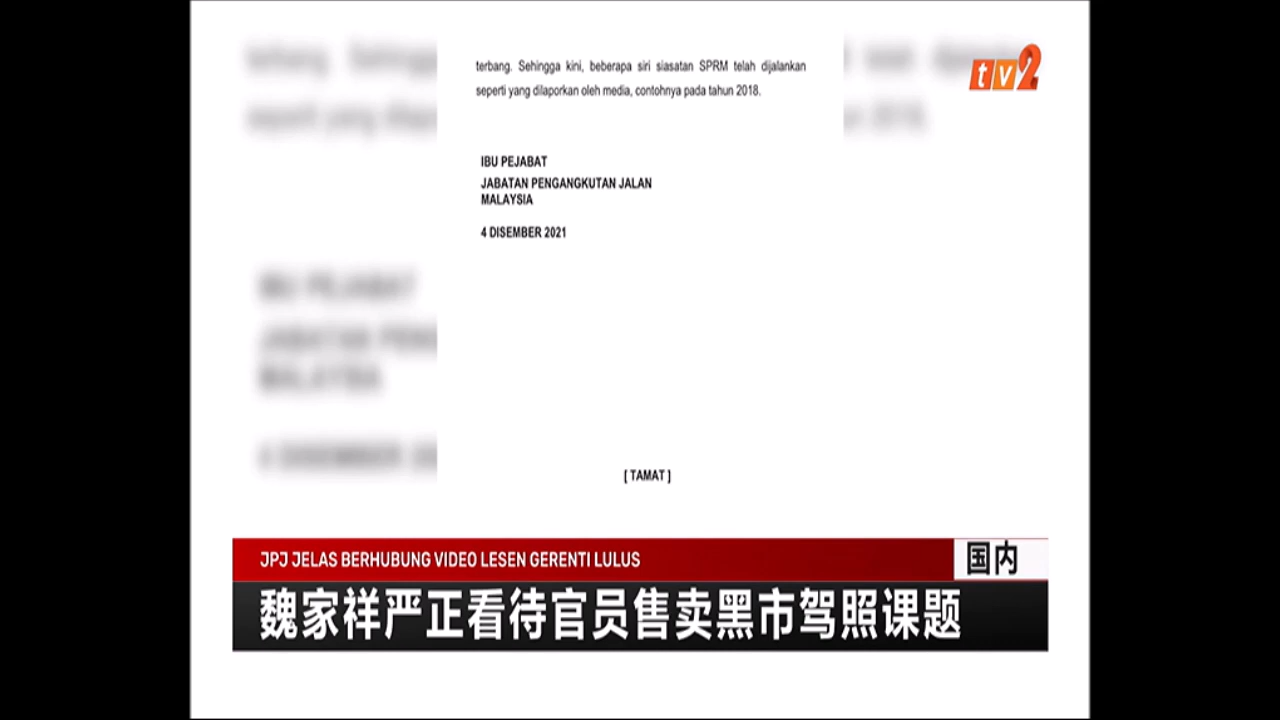 terbang. Sehingga kini, beberapa siri siasatan SPRM telah dijalankan
seperti yang dilaporkan oleh media, contohnya pada tahun 2018.
tv2
IBU PEJABAT
JABATAN PENGANGKUTAN JALAN
MALAYSIA
4 DISEMBER 2021
[ TAMAT ]
JPJ JELAS BERHUBUNG VIDEO LESEN GERENTI LULUS
国内
魏家祥严正看待官员售卖黑市驾照课题